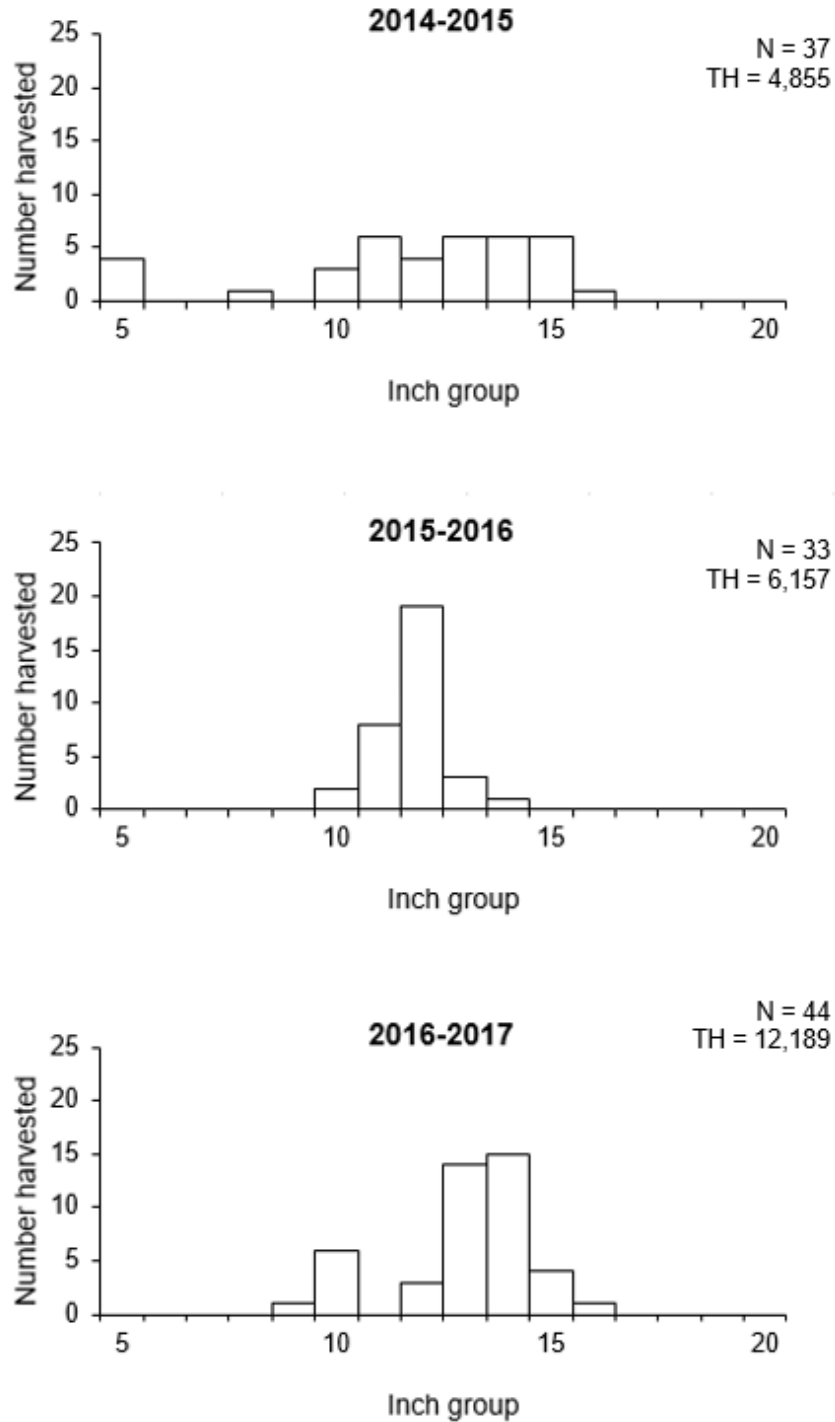 2014-2015
N = 37
TH = 4,855
Number harvested
25
20
15
10
5
0
5 10 15 20
Inch group
2015-2016
N = 33
TH = 6,157
Number harvested
25
20
15
10
5
0
5 10 15 20
Inch group
2016-2017
N = 44
TH = 12,189
Number harvested
25
20
15
10
5
0
5 10 15 20
Inch group